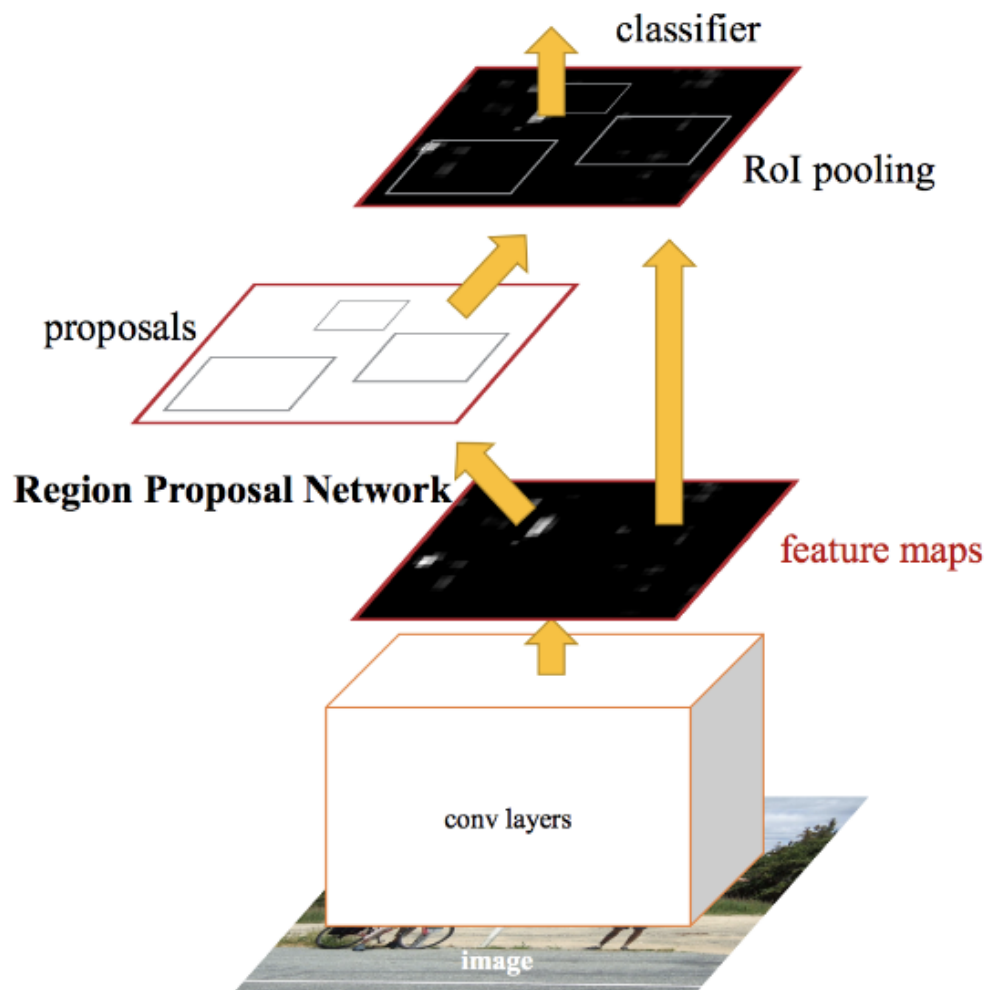 classifier
RoI pooling
proposals
Region Proposal Network
feature maps
conv layers
image